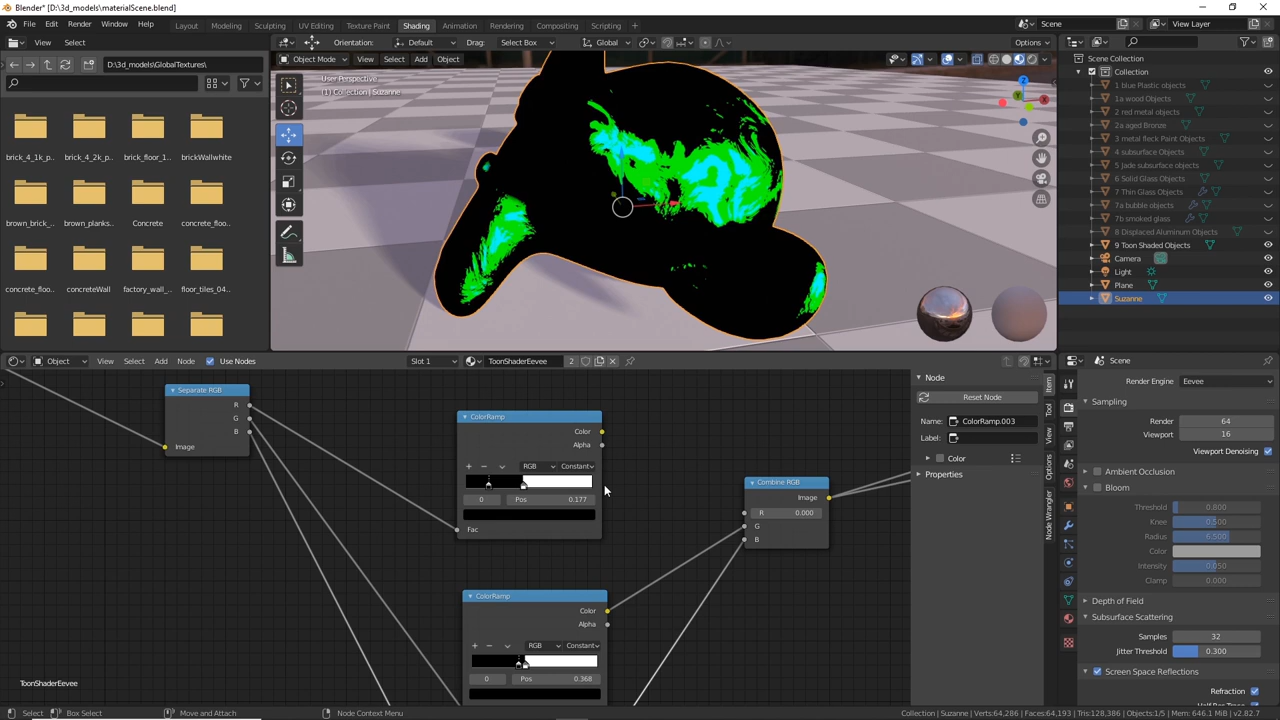 Blender* [D:\3d_models\materialScene.blend]
File Edit Render Window Help
Layout Modeling Sculpting UV Editing Texture Paint Shading Animation Rendering Compositing Scripting
Scene
View Layer
View Select
Orientation: Default Drag: Select Box Global Options
Object Mode View Select Add Object
D:\3d_models\GlobalTextures\
User Perspective
(1) Collection | Suzanne
brick_4_1k_p... brick_4_2k_p... brick_floor_1... brickWallwhite
brown_brick_... brown_planks... Concrete concrete_floo...
concrete_floo... concreteWall factory_wall_... floor_tiles_04...
Z
Y
X
Scene Collection
Collection
1 blue Plastic objects
1a wood Objects
2 red metal objects
2a aged Bronze
3 metal fleck Paint Objects
4 subsurface Objects
5 Jade subsurface objects
6 Solid Glass Objects
7 Thin Glass Objects
7a bubble objects
7b smoked glass
8 Displaced Aluminum Objects
9 Toon Shaded Objects
Camera
Light
Plane
Suzanne
Object View Select Add Node Use Nodes Slot 1 ToonShaderEevee 2
Separate RGB
R
G
B
Image
ColorRamp
Color
Alpha
RGB Constant
0 Pos 0.177
Fac
Combine RGB
Image
R 0.000
G
B
ColorRamp
Color
Alpha
RGB Constant
0 Pos 0.368
ToonShaderEevee
Node
Reset Node
Name: ColorRamp.003
Label:
Color
Properties
Item
Tool
View
Options
Node Wrangler
Scene
Render Engine Eevee
Sampling
Render 64
Viewport 16
Viewport Denoising
Ambient Occlusion
Bloom
Threshold 0.800
Knee 0.500
Radius 6.500
Color
Intensity 0.050
Clamp 0.000
Depth of Field
Subsurface Scattering
Samples 32
Jitter Threshold 0.300
Screen Space Reflections
Refraction
Select Box Select Move and Attach Node Context Menu
Collection | Suzanne | Verts:64,286 | Faces:64,193 | Tris:128,386 | Objects:1/5 | Mem: 646.1 MiB | v2.82.7